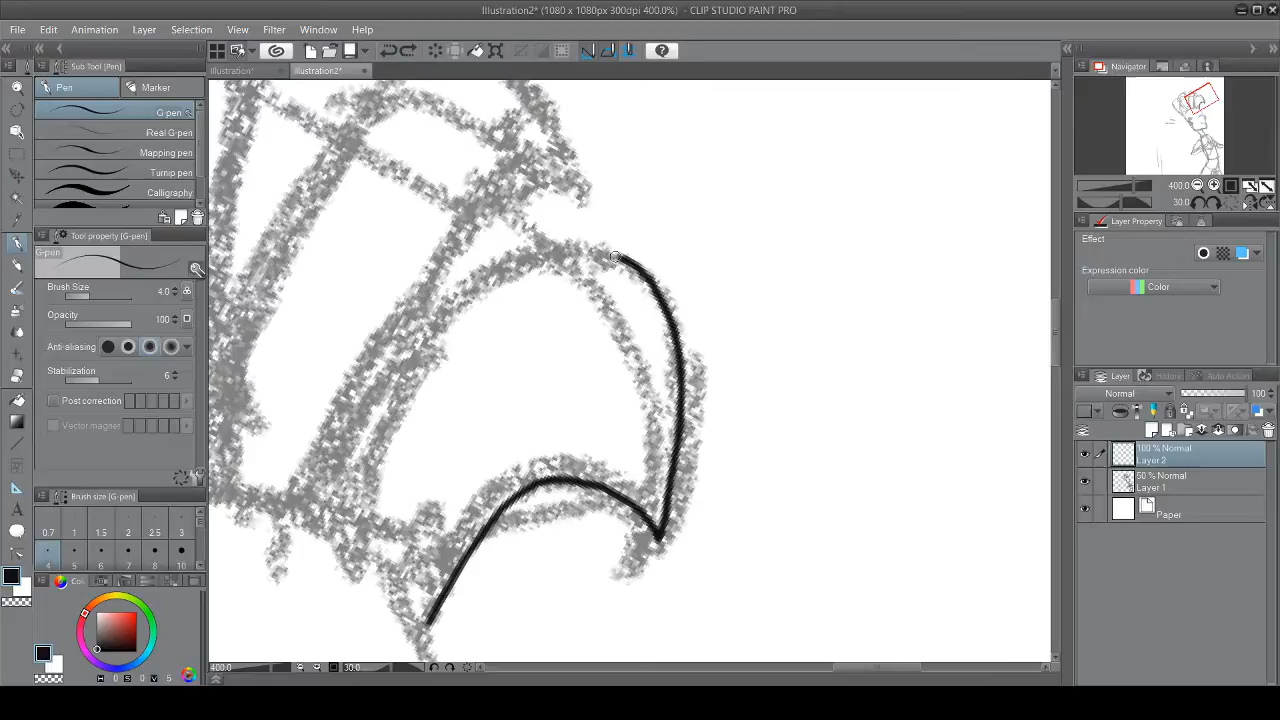 Illustration2* (1080 x 1080px 300dpi 400.0%) - CLIP STUDIO PAINT PRO
File Edit Animation Layer Selection View Filter Window Help
Sub Tool [Pen]
Illustration* Illustration2*
Navigator
Pen Marker
G-pen
Real G-pen
Mapping pen
Turnip pen
Calligraphy
400.0
30.0
Layer Property
Tool property [G-pen]
G-pen
Effect
Expression color
Color
Brush Size 4.0
Opacity 100
Anti-aliasing
Stabilization 6
Post correction
Vector magnet
Layer Auto Action
Normal 100
100 % Normal
Layer 2
50 % Normal
Layer 1
Paper
Brush size [G-pen]
0.7 1 1.5 2 2.5 3
4 5 6 7 8 10
400.0 30.0
H 0 S 0 V 5